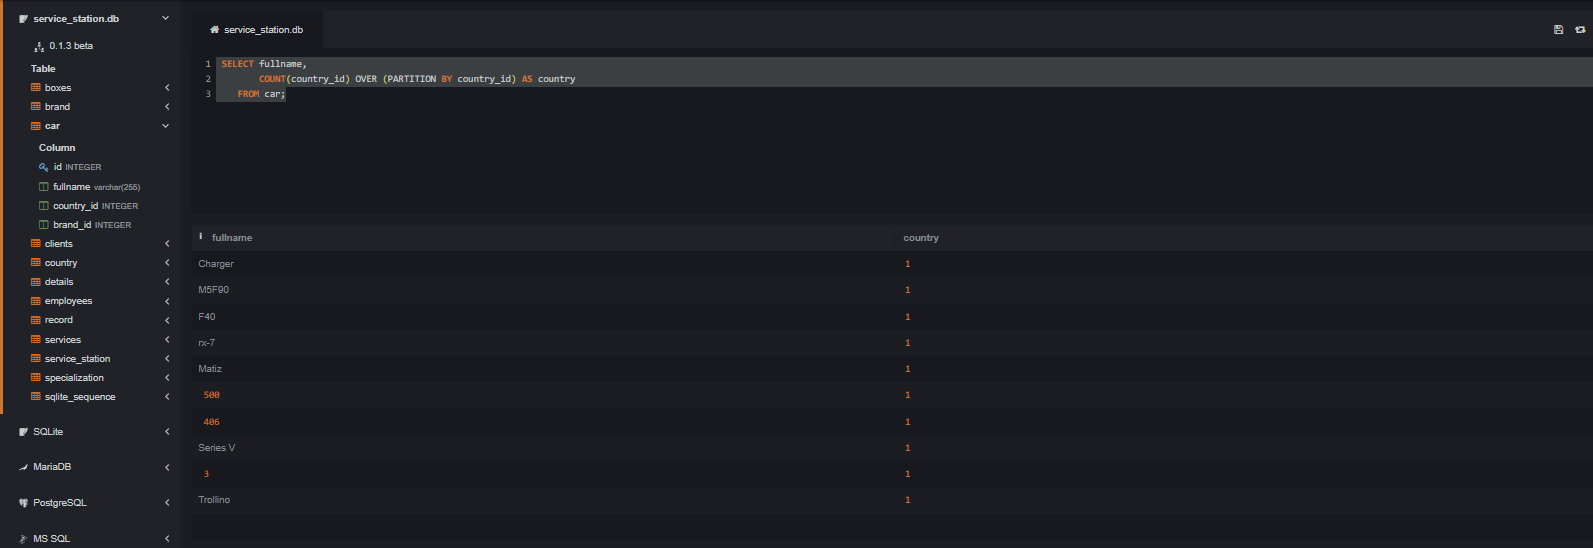 service_station.db
0.1.3 beta
Table
boxes
brand
car
Column
id INTEGER
fullname varchar(255)
country_id INTEGER
brand_id INTEGER
clients
country
details
employees
record
services
service_station
specialization
sqlite_sequence
SQLite
MariaDB
PostgreSQL
MS SQL
service_station.db
1 SELECT fullname,
2 COUNT(country_id) OVER (PARTITION BY country_id) AS country
3 FROM car;
i fullname country
Charger 1
M5F90 1
F40 1
rx-7 1
Matiz 1
500 1
406 1
Series V 1
3 1
Trollino 1